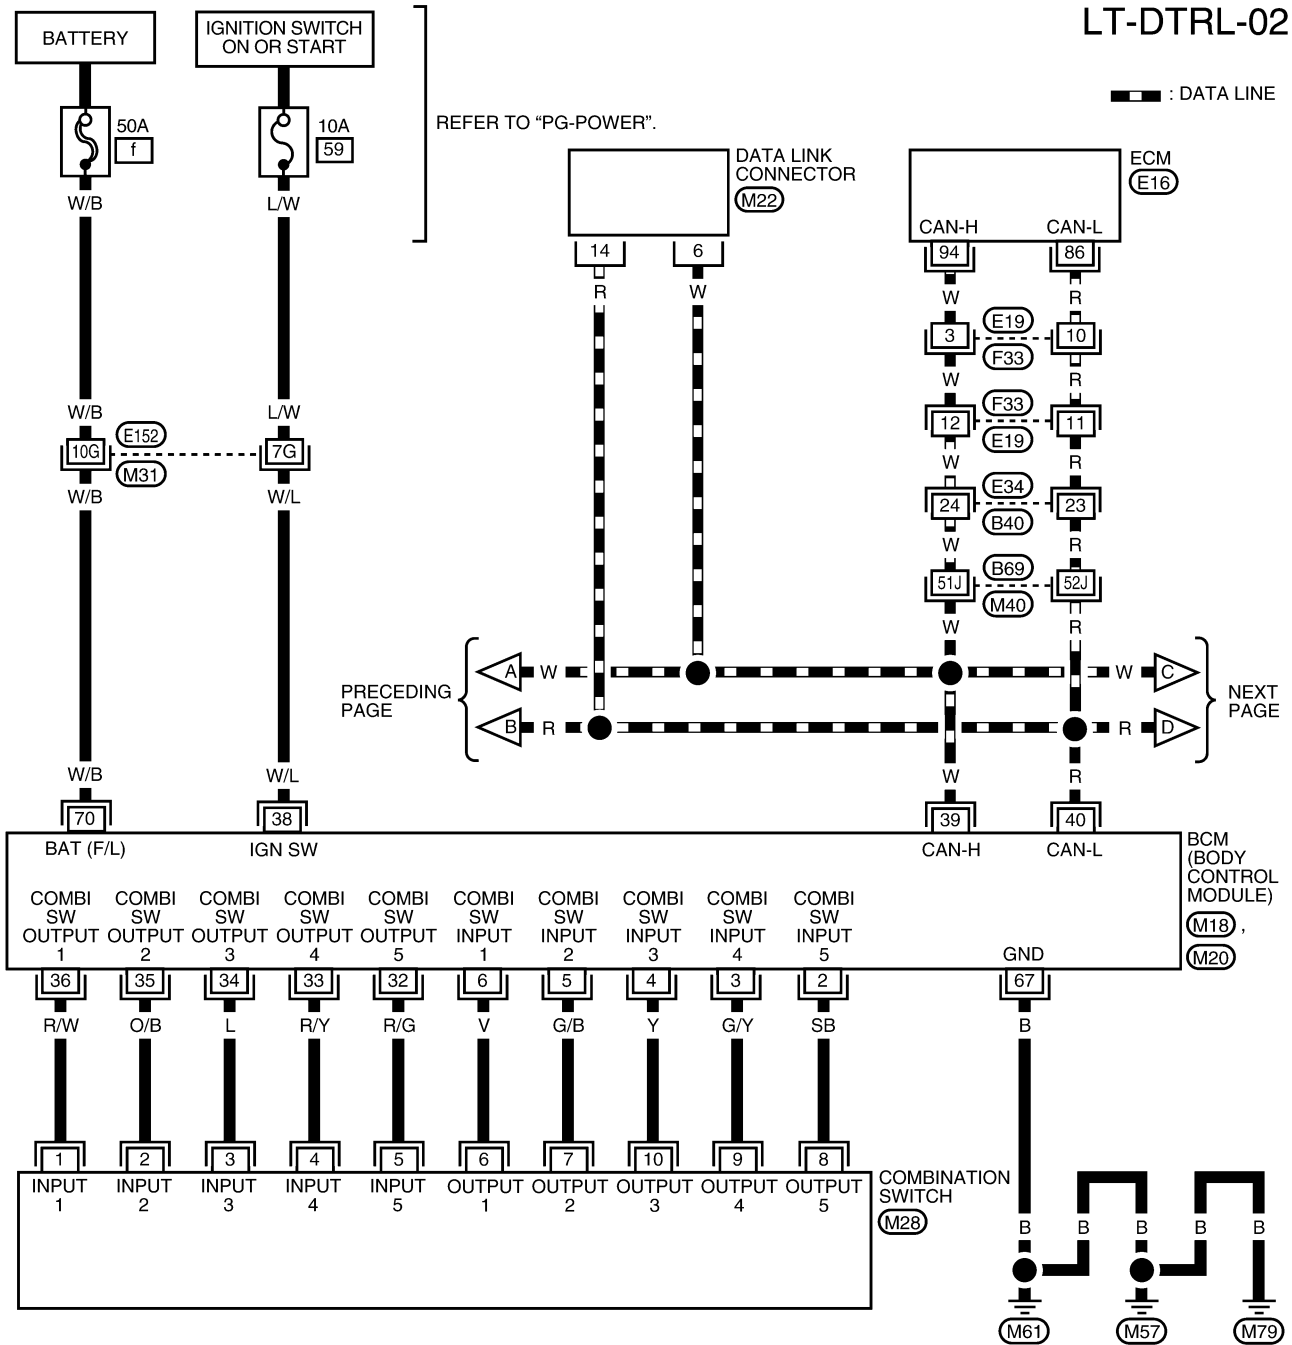 LT-DTRL-02
BATTERY
IGNITION SWITCH
ON OR START
: DATA LINE
50A
f
10A
59
REFER TO “PG-POWER”.
DATA LINK
CONNECTOR
M22
ECM
E16
CAN-H
CAN-L
W/B
L/W
14
6
94
86
R
W
W
R
3
E19
F33
10
W
R
W/B
L/W
12
F33
E19
11
10G
E152
M31
7G
W
R
W/B
W/L
24
E34
B40
23
W
R
51J
B69
M40
52J
W
R
PRECEDING
PAGE
A
W
W
C
B
R
R
D
NEXT
PAGE
W/B
W/L
W
R
70
38
39
40
BAT (F/L)
IGN SW
CAN-H
CAN-L
BCM
(BODY
CONTROL
MODULE)
M18 ,
M20
COMBI
SW
OUTPUT
1
COMBI
SW
OUTPUT
2
COMBI
SW
OUTPUT
3
COMBI
SW
OUTPUT
4
COMBI
SW
OUTPUT
5
COMBI
SW
INPUT
1
COMBI
SW
INPUT
2
COMBI
SW
INPUT
3
COMBI
SW
INPUT
4
COMBI
SW
INPUT
5
GND
36
35
34
33
32
6
5
4
3
2
67
R/W
O/B
L
R/Y
R/G
V
G/B
Y
G/Y
SB
B
1
2
3
4
5
6
7
10
9
8
INPUT
1
INPUT
2
INPUT
3
INPUT
4
INPUT
5
OUTPUT
1
OUTPUT
2
OUTPUT
3
OUTPUT
4
OUTPUT
5
COMBINATION
SWITCH
M28
B
B
B
B
B
M61
M57
M79